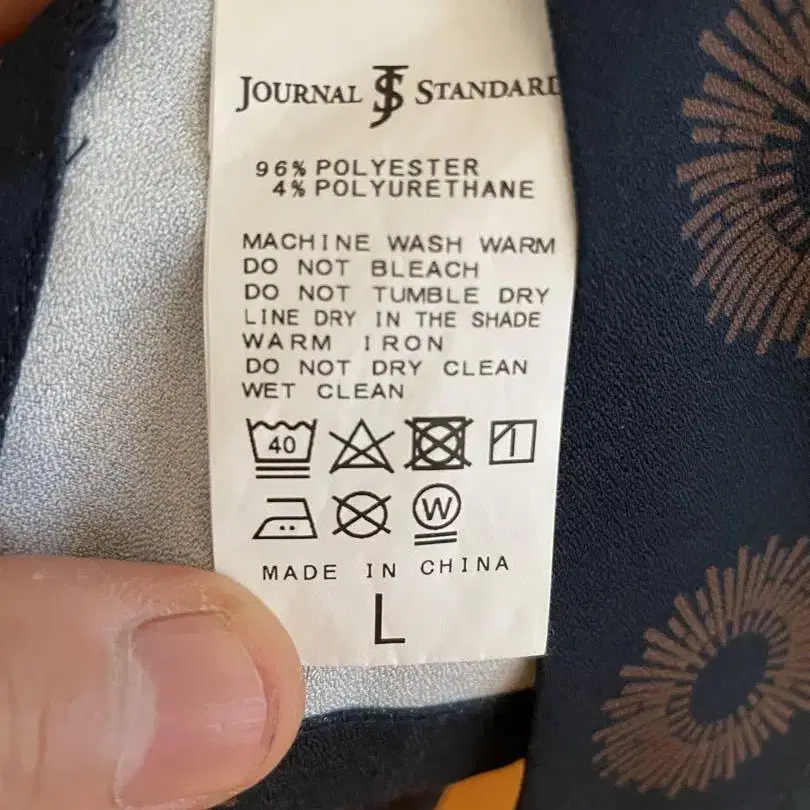 JOURNAL JS STANDARD
96% POLYESTER
4% POLYURETHANE
MACHINE WASH WARM
DO NOT BLEACH
DO NOT TUMBLE DRY
LINE DRY IN THE SHADE
WARM IRON
DO NOT DRY CLEAN
WET CLEAN
40
W
MADE IN CHINA
L